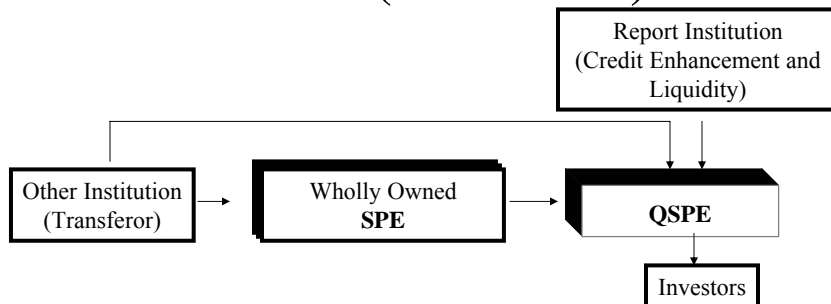 Report Institution
(Credit Enhancement and
Liquidity)
Other Institution
(Transferor)
Wholly Owned
SPE
QSPE
Investors